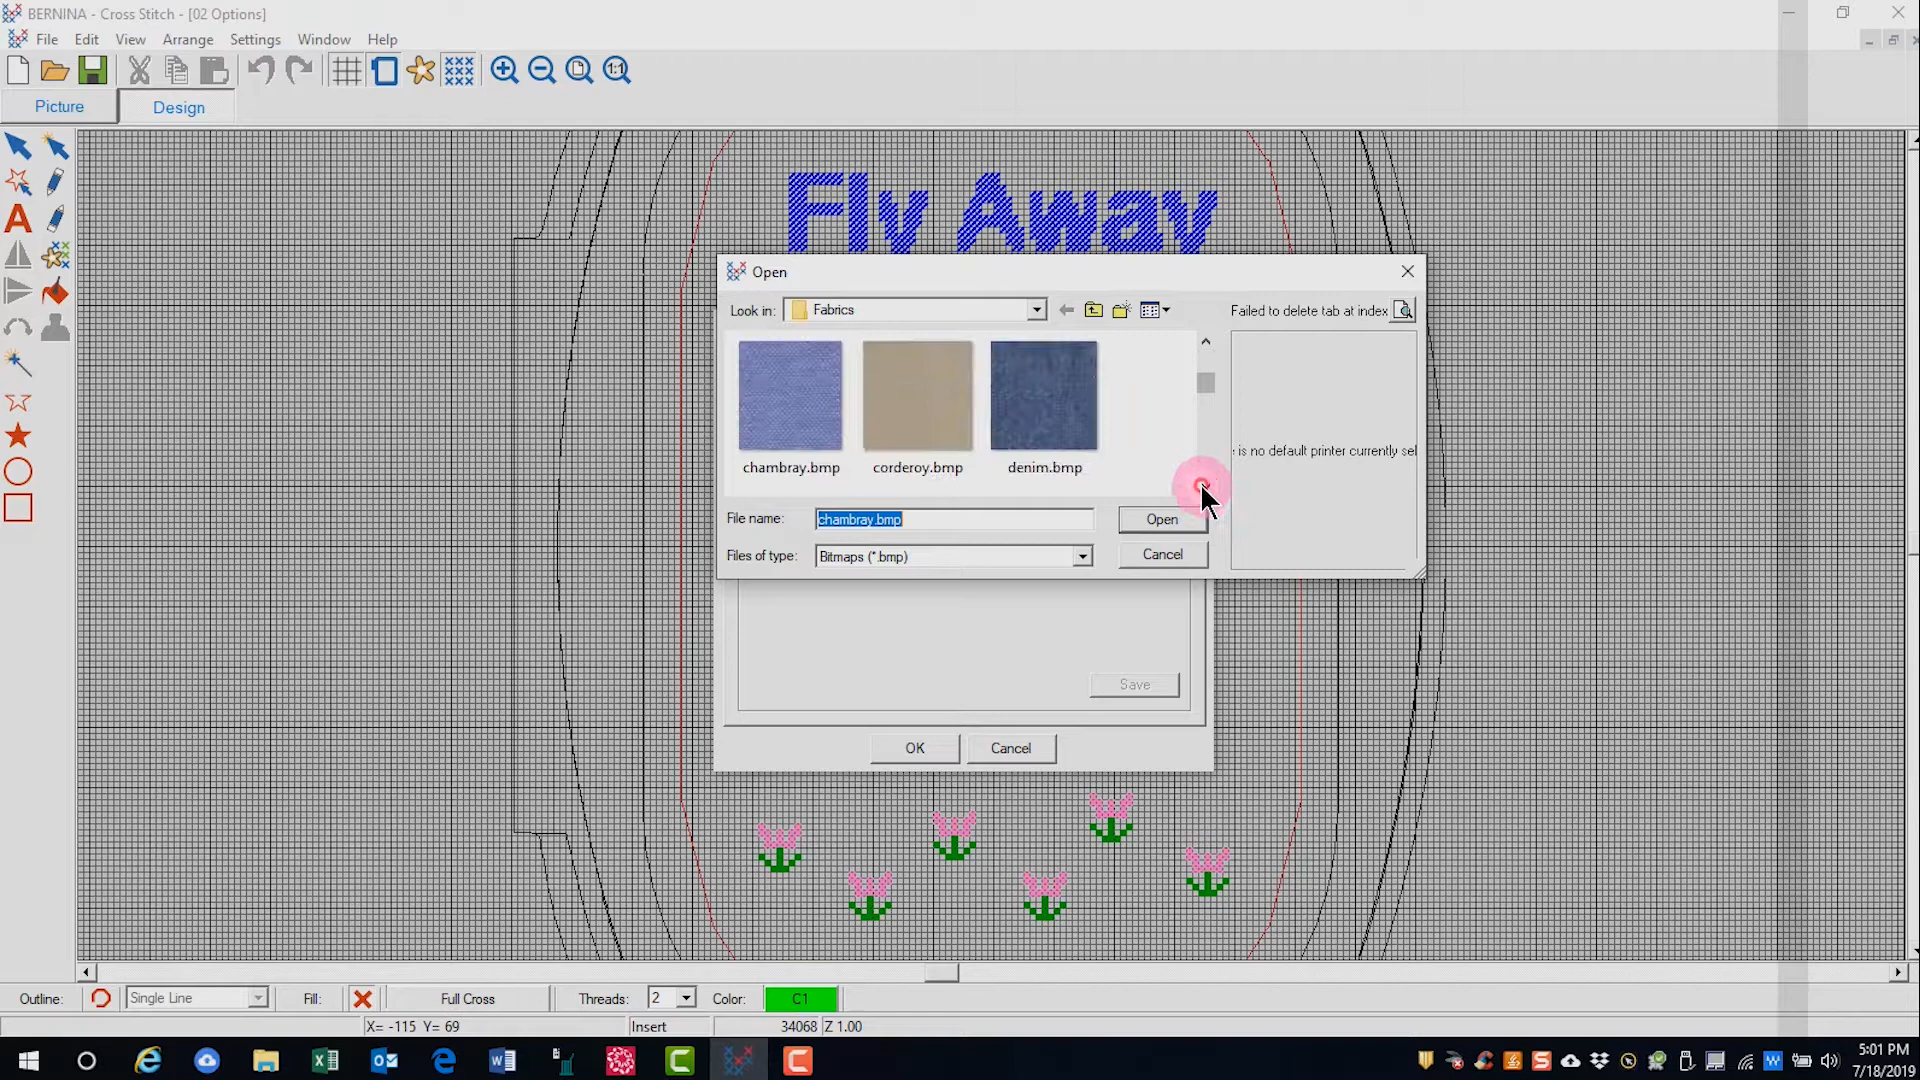 BERNINA - Cross Stitch - [02 Options]
File Edit View Arrange Settings Window Help
1:1
Picture Design
Fly Away
Open
Look in: Fabrics Failed to delete tab at index
chambray.bmp corderoy.bmp denim.bmp
is no default printer currently sel
File name: chambray.bmp Open
Files of type: Bitmaps (*.bmp) Cancel
Save
OK Cancel
Outline: Single Line Fill: Full Cross Threads: 2 Color: C1
X= -115 Y= 69 Insert 34068 Z 1.00
5:01 PM
7/18/2019